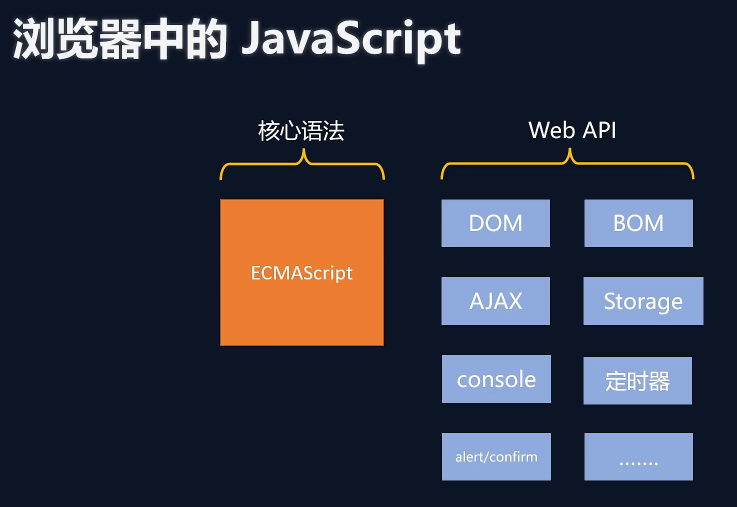 浏览器中的 JavaScript
核心语法
Web API
ECMAScript
DOM
BOM
AJAX
Storage
console
定时器
alert/confirm
.......